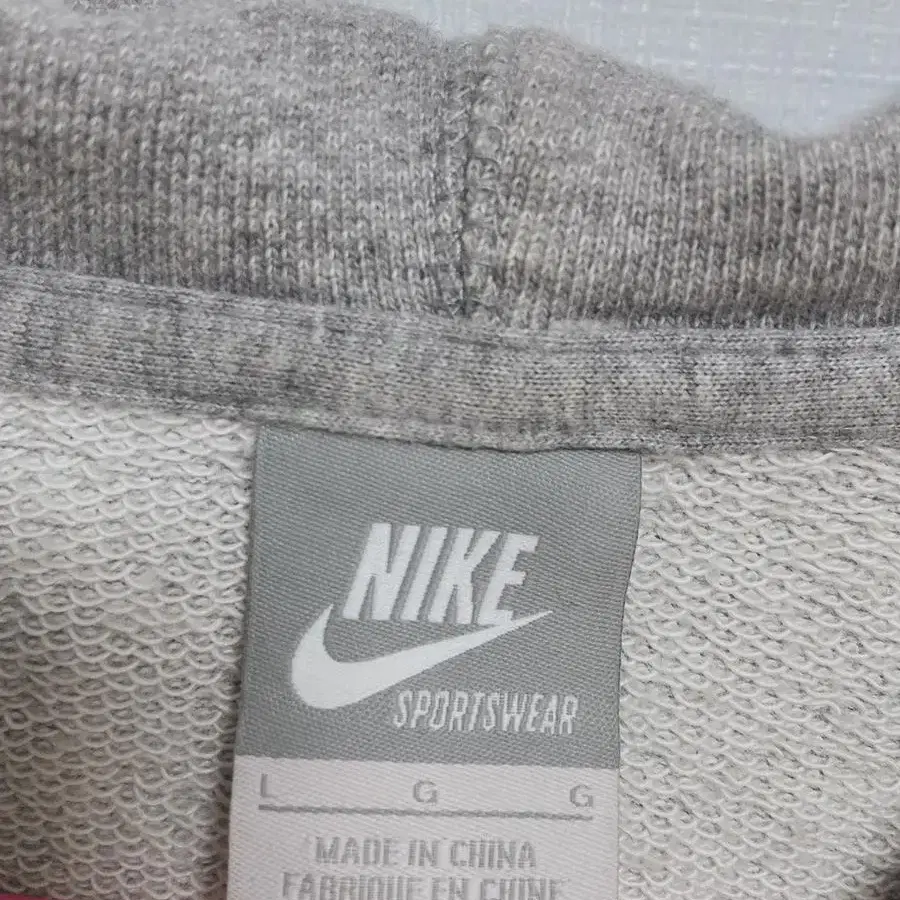 NIKE
SPORTSWEAR
L G G
MADE IN CHINA
FABRIQUE EN CHINE